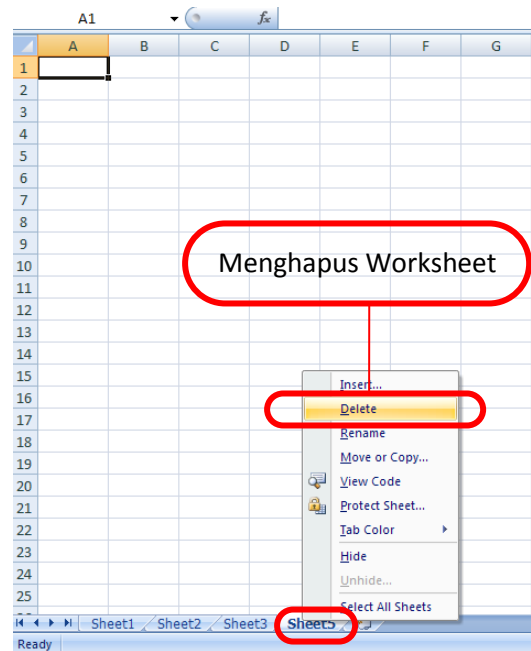 A1 fx
A B C D E F G
1
2
3
4
5
6
7
8
9
Menghapus Worksheet
10
11
12
13
14
15
Insert...
16
Delete
17
Rename
18
Move or Copy...
19
View Code
20
Protect Sheet...
21
Tab Color
22
23
Hide
24
Unhide...
25
Select All Sheets
Sheet1 Sheet2 Sheet3 Sheet5
Ready